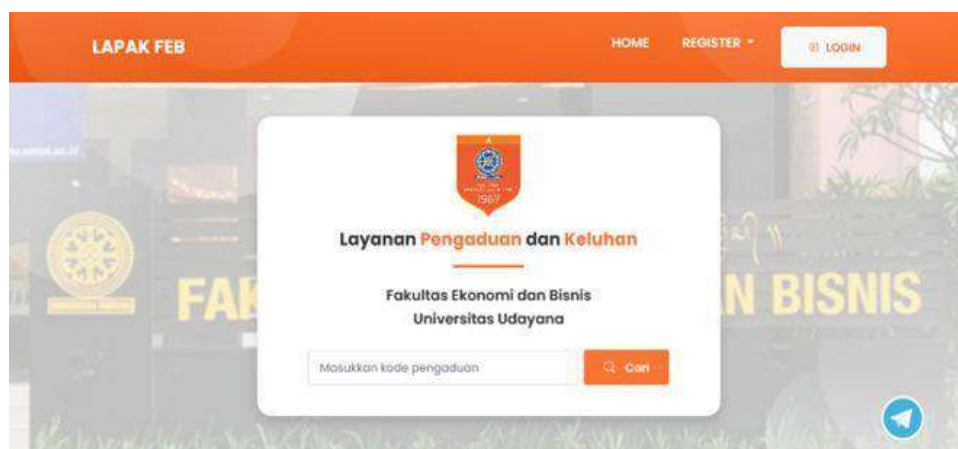 LAPAK FEB
HOME
REGISTER
LOGIN
1967
Layanan Pengaduan dan Keluhan
Fakultas Ekonomi dan Bisnis
Universitas Udayana
Masukkan kode pengaduan
Cari
FAK
N BISNIS